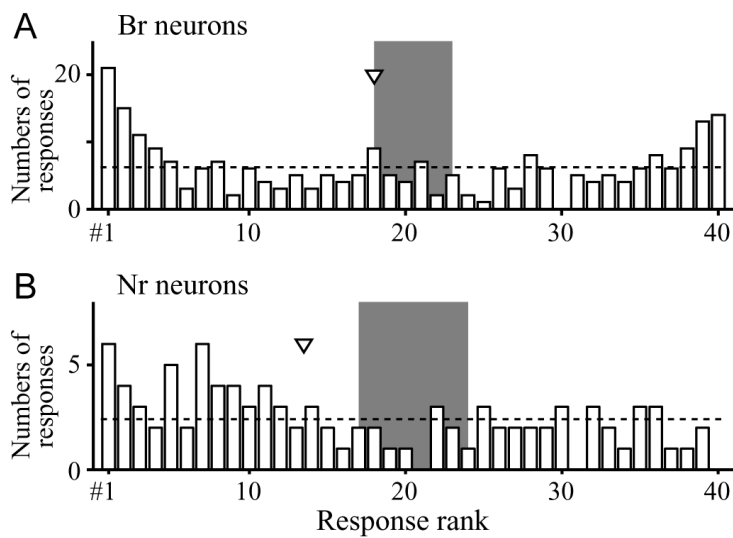 A
Br neurons
Numbers of
responses
20
0
#1
10
20
30
40
B
Nr neurons
Numbers of
responses
5
0
#1
10
20
30
40
Response rank